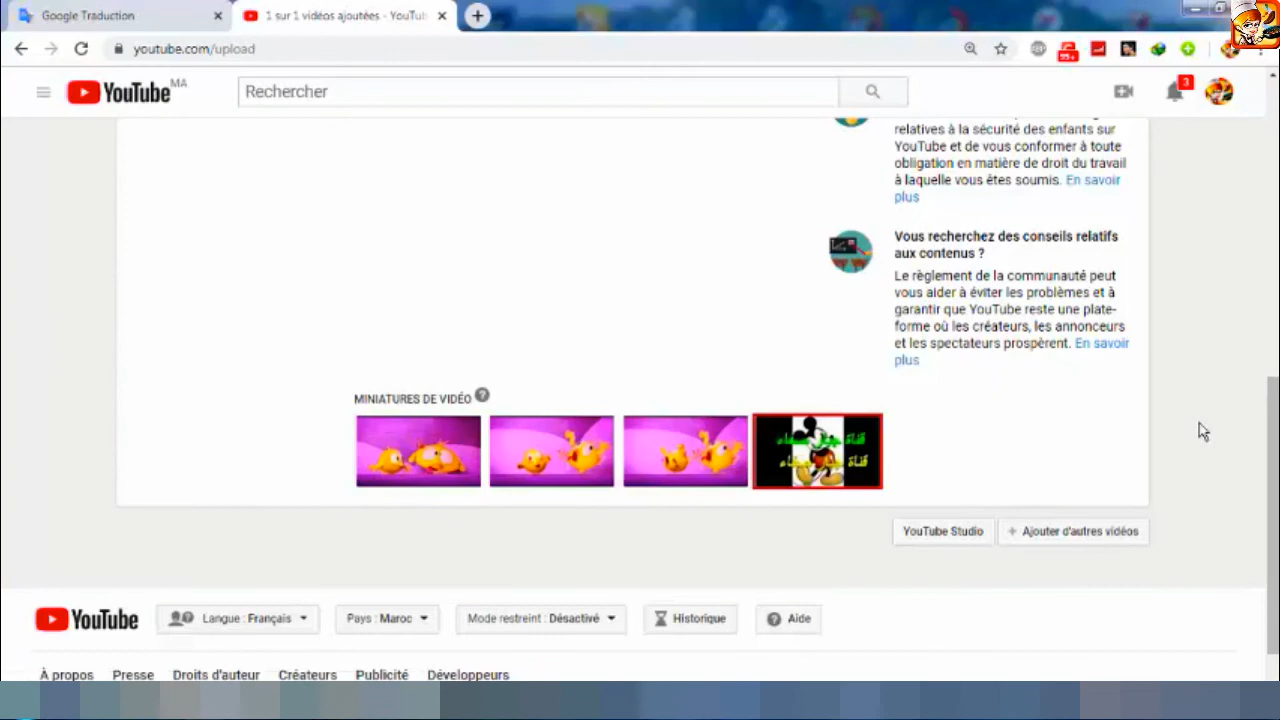 Google Traduction
1 sur 1 vidéos ajoutées - YouTub
youtube.com/upload
99+
YouTube MA
Rechercher
3
relatives à la sécurité des enfants sur
YouTube et de vous conformer à toute
obligation en matière de droit du travail
à laquelle vous êtes soumis. En savoir
plus
Vous recherchez des conseils relatifs
aux contenus ?
Le règlement de la communauté peut
vous aider à éviter les problèmes et à
garantir que YouTube reste une plate-
forme où les créateurs, les annonceurs
et les spectateurs prospèrent. En savoir
plus
MINIATURES DE VIDÉO ?
قناة
قناة
YouTube Studio
+ Ajouter d'autres vidéos
YouTube
Langue : Français
Pays : Maroc
Mode restreint : Désactivé
Historique
Aide
À propos
Presse
Droits d'auteur
Créateurs
Publicité
Développeurs